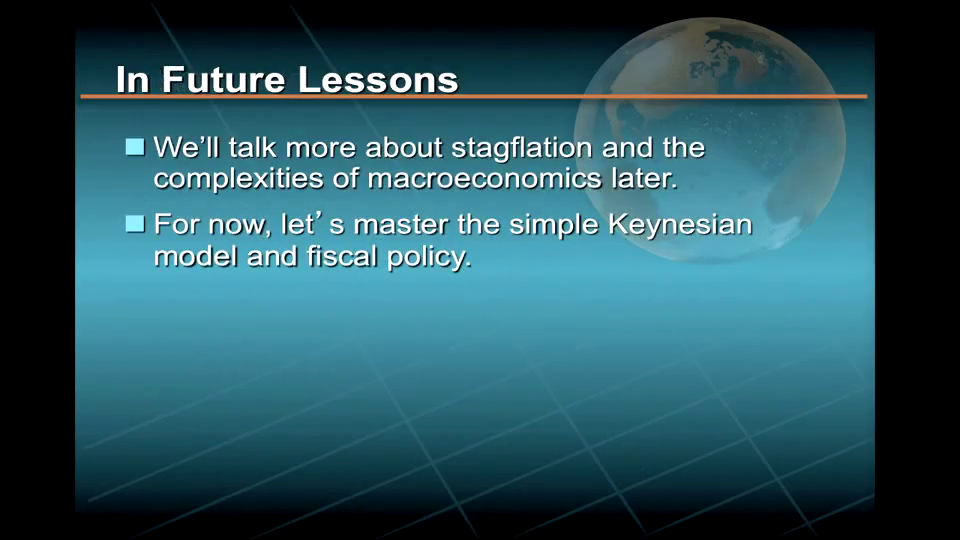 In Future Lessons
We’ll talk more about stagflation and the
complexities of macroeconomics later.
For now, let’s master the simple Keynesian
model and fiscal policy.